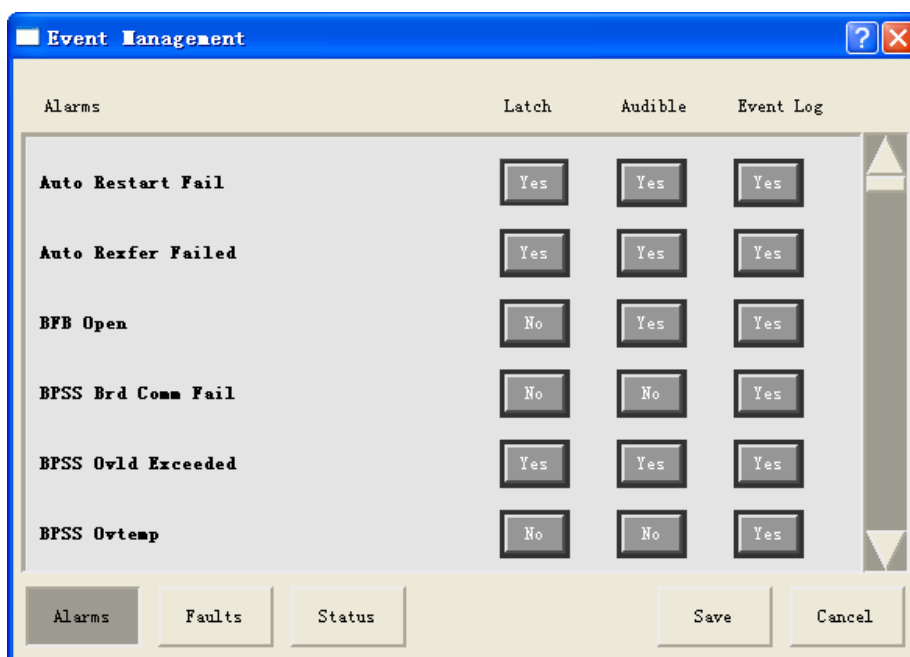 Event Management
Alarms Latch Audible Event Log
Auto Restart Fail Yes Yes Yes
Auto Rexfer Failed Yes Yes Yes
BFB Open No Yes Yes
BPSS Brd Comm Fail No No Yes
BPSS Ovld Exceeded Yes Yes Yes
BPSS Ovtemp No No Yes
Alarms Faults Status Save Cancel